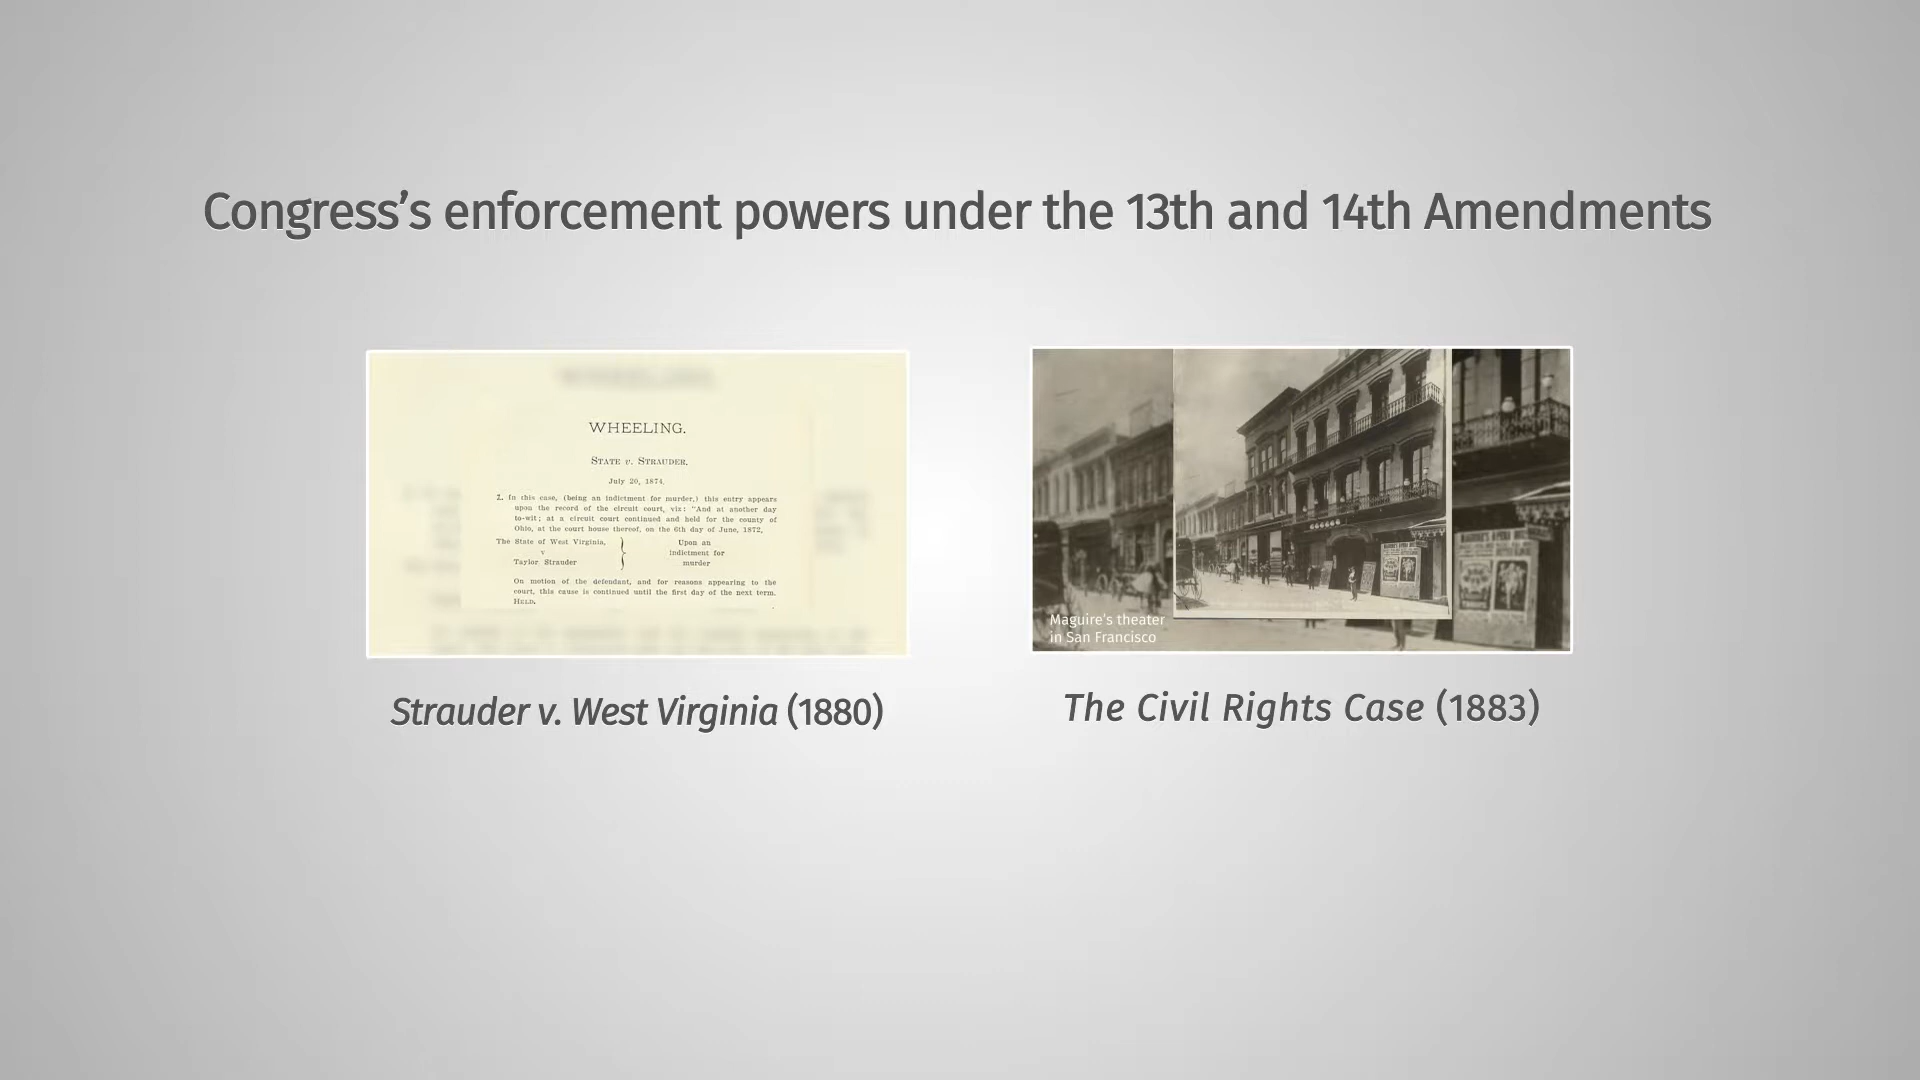 Congress’s enforcement powers under the 13th and 14th Amendments
WHEELING.
STATE v. STRAUDER.
July 20, 1874.
In this case, (being an indictment for murder,) this entry appears
upon the record of the circuit court, viz: "And at another day
to-wit; at a circuit court continued and held for the county of
Ohio, at the court house thereof, on the 6th day of June, 1872,
The State of West Virginia,
v
Taylor Strauder
Upon an
indictment for
murder
On motion of the defendant, and for reasons appearing to the
court, this cause is continued until the first day of the next term.
HELD.
Maguire's theater
in San Francisco
Strauder v. West Virginia (1880)
The Civil Rights Case (1883)